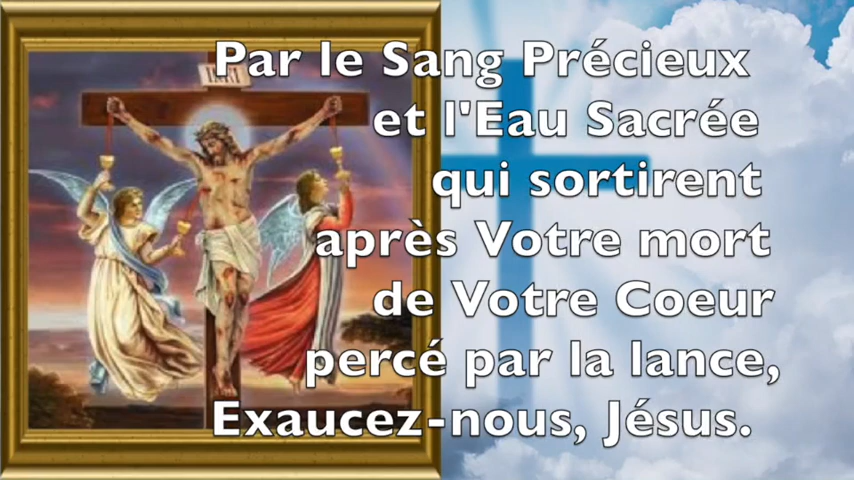 INRI
Par le Sang Précieux
et l'Eau Sacrée
qui sortirent
après Votre mort
de Votre Coeur
percé par la lance,
Exaucez-nous, Jésus.